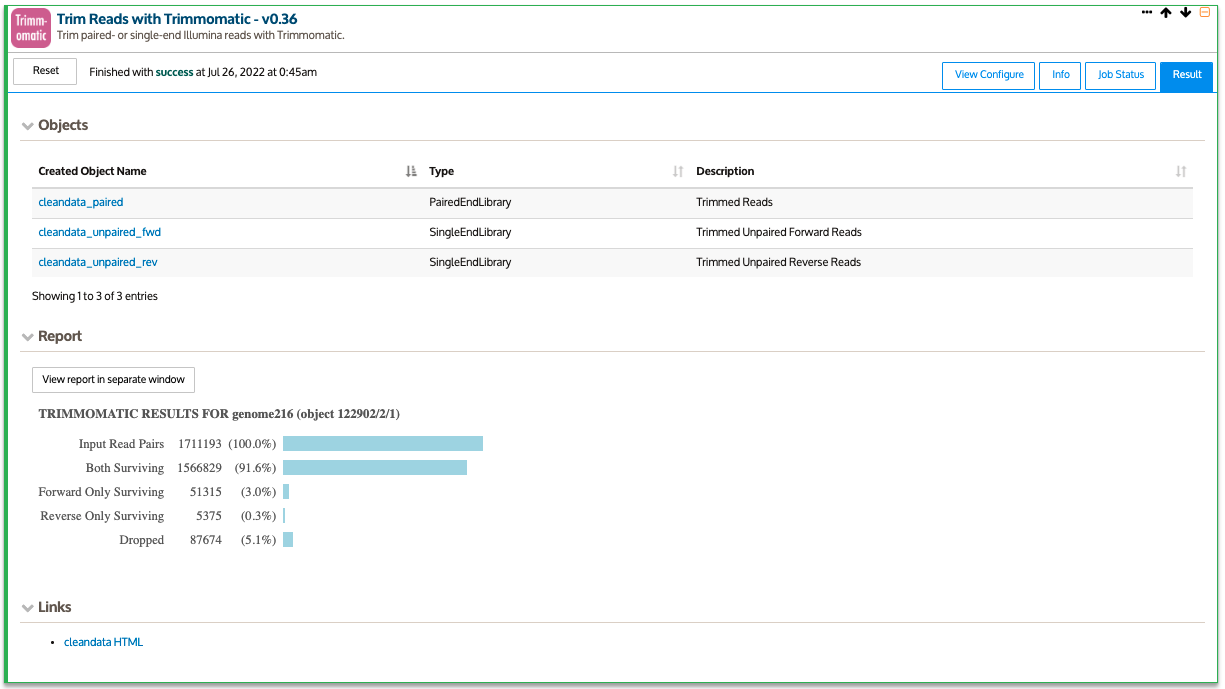 Trimm-
omatic
Trim Reads with Trimmomatic - v0.36
Trim paired- or single-end Illumina reads with Trimmomatic.
Reset Finished with success at Jul 26, 2022 at 0:45am View Configure Info Job Status Result
Objects
Created Object Name Type Description
cleandata_paired PairedEndLibrary Trimmed Reads
cleandata_unpaired_fwd SingleEndLibrary Trimmed Unpaired Forward Reads
cleandata_unpaired_rev SingleEndLibrary Trimmed Unpaired Reverse Reads
Showing 1 to 3 of 3 entries
Report
View report in separate window
TRIMMOMATIC RESULTS FOR genome216 (object 122902/2/1)
Input Read Pairs 1711193 (100.0%)
Both Surviving 1566829 (91.6%)
Forward Only Surviving 51315 (3.0%)
Reverse Only Surviving 5375 (0.3%)
Dropped 87674 (5.1%)
Links
• cleandata HTML